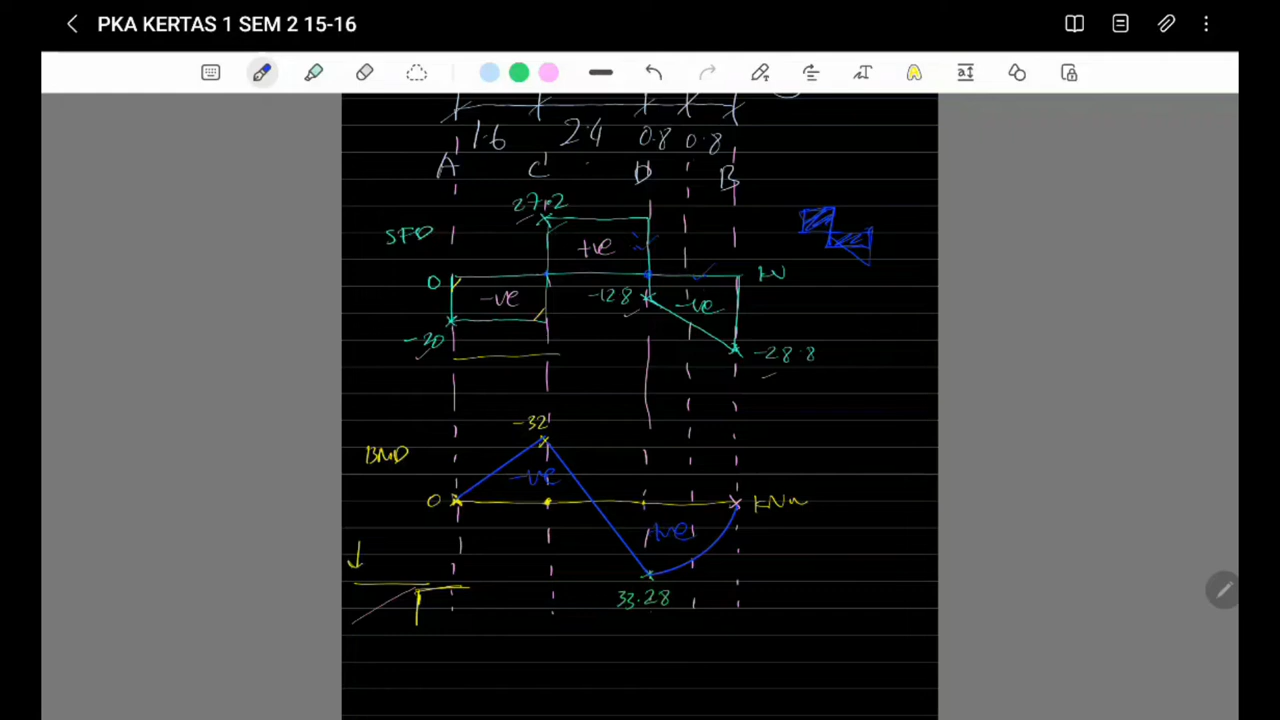 PKA KERTAS 1 SEM 2 15-16
1.6 2.4 0.8 0.8
A C D B
27.2
SFD +ve
0 -ve -12.8 -ve kN
-20
-28.8
-32
BMD -ve
0 kNm
+ve
33.28